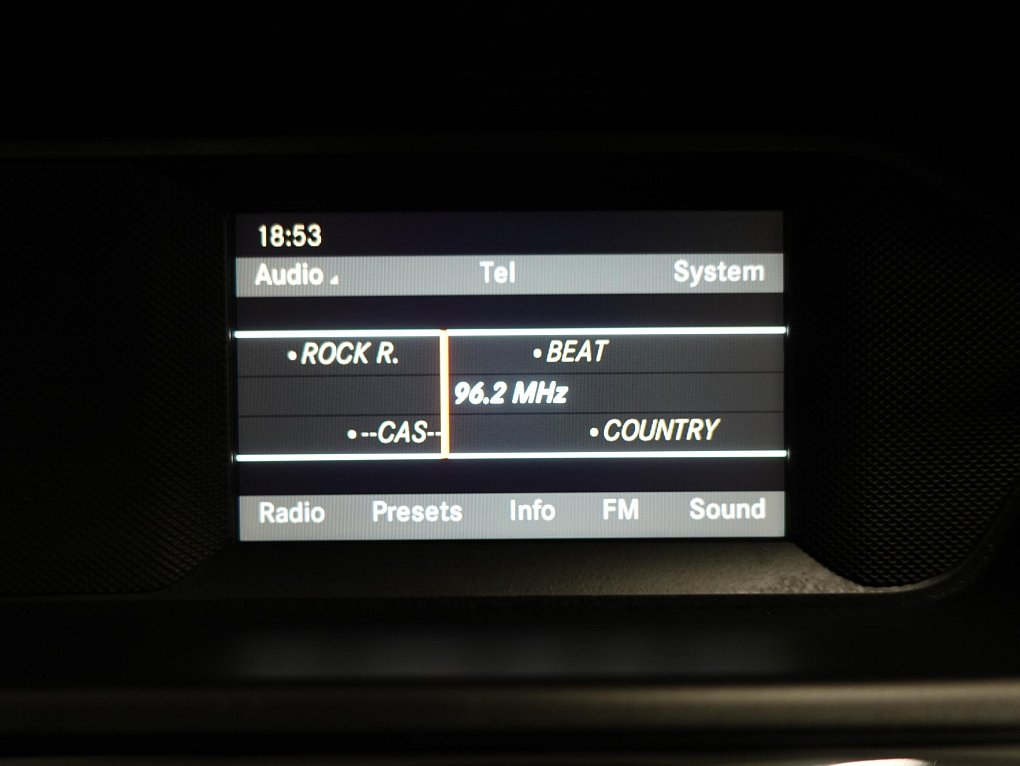 18:53
Audio Tel System
•ROCK R. •BEAT
96.2 MHz
•--CAS-- •COUNTRY
Radio Presets Info FM Sound